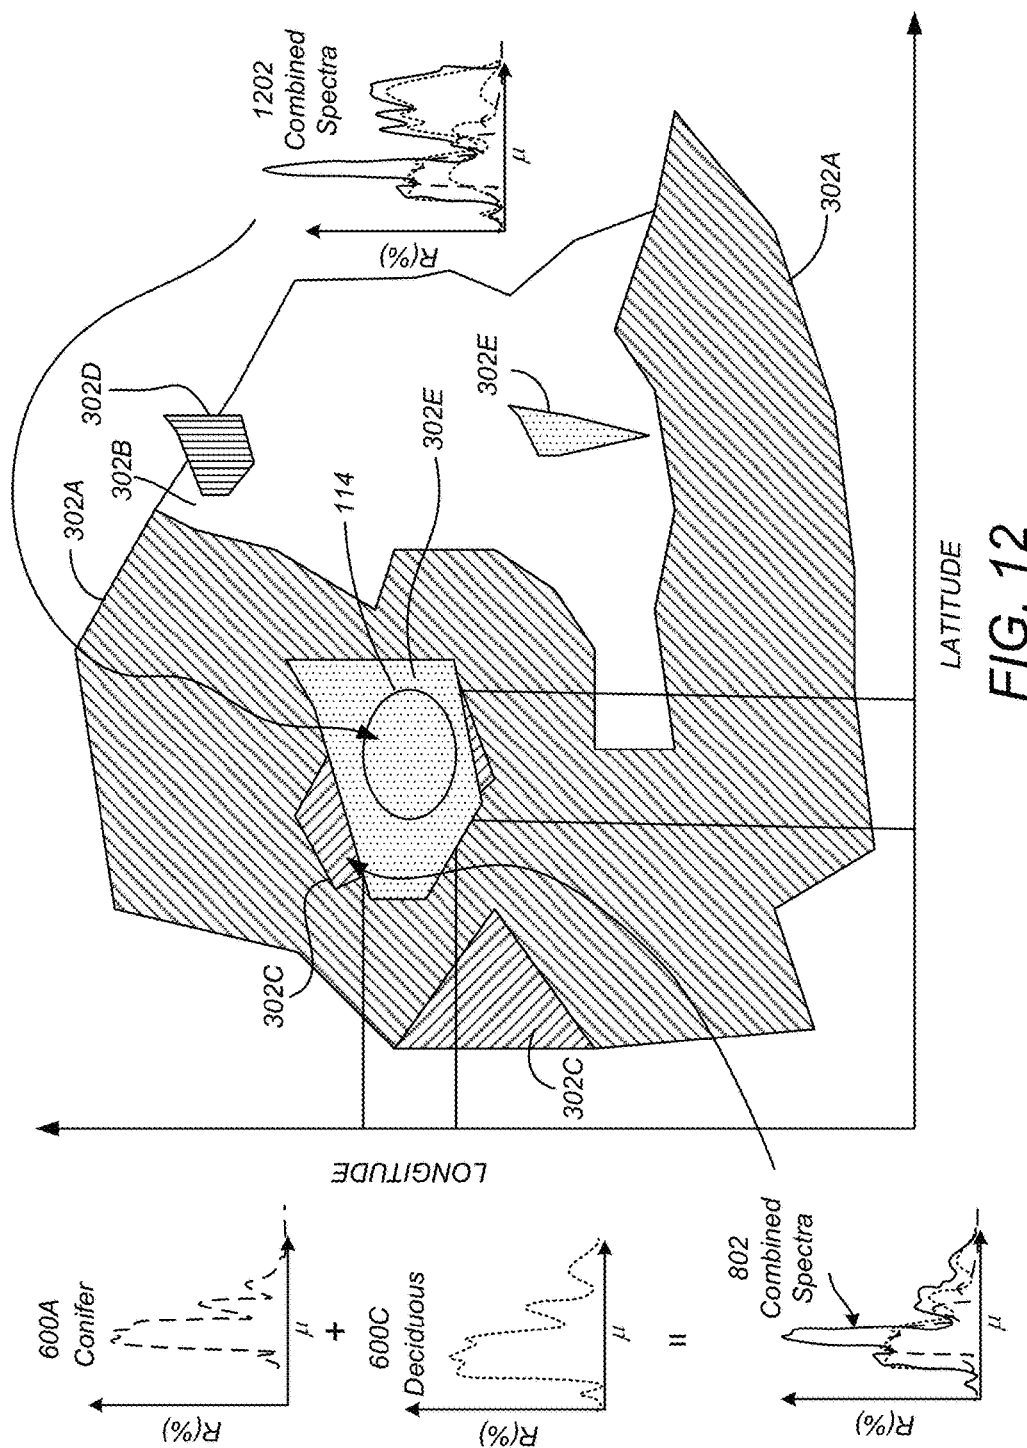 600A
Conifer
R(%)
μ
+
600C
Deciduous
R(%)
μ
=
802
Combined
Spectra
R(%)
μ
LONGITUDE
302C
302C
302A
302B
302D
114
302E
302E
1202
Combined
Spectra
R(%)
μ
302A
LATITUDE
FIG. 12